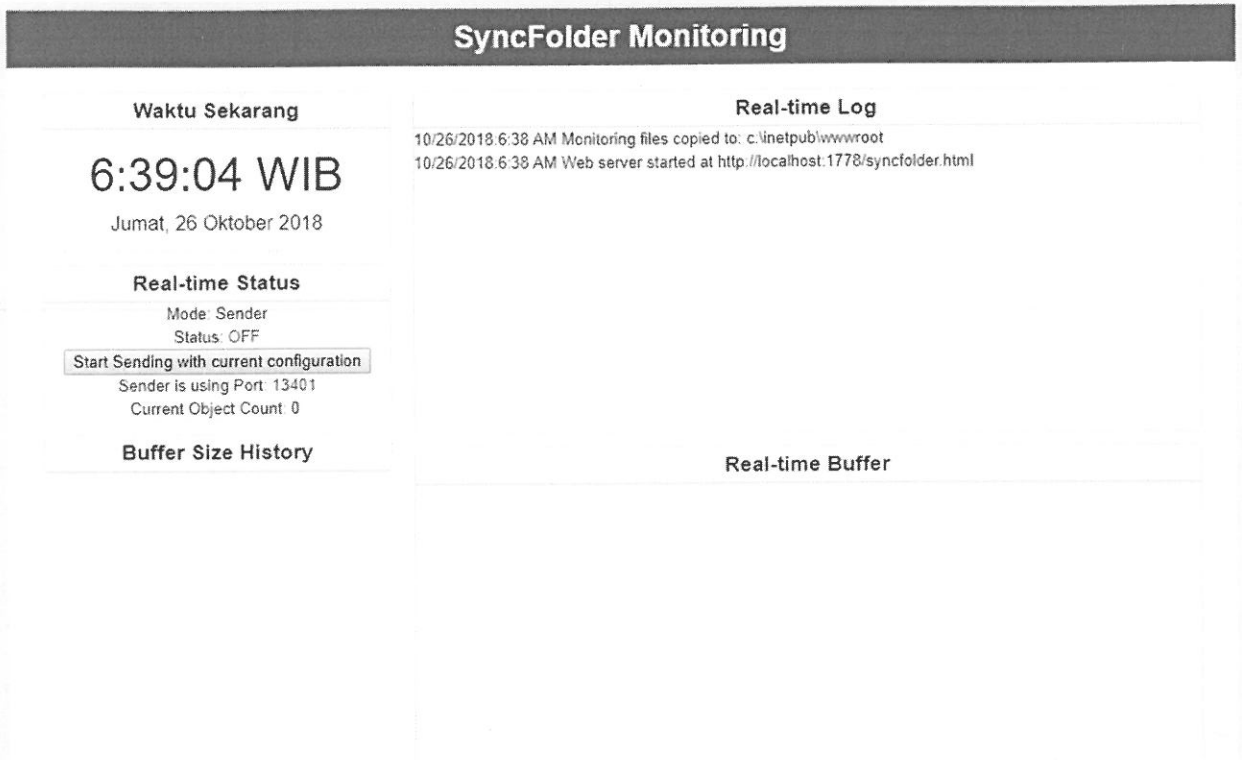 SyncFolder Monitoring
Waktu Sekarang
6:39:04 WIB
Jumat, 26 Oktober 2018
Real-time Status
Mode: Sender
Status: OFF
Start Sending with current configuration
Sender is using Port: 13401
Current Object Count: 0
Buffer Size History
Real-time Log
10/26/2018.6:38 AM Monitoring files copied to: c:\inetpub\wwwroot
10/26/2018.6:38 AM Web server started at http://localhost:1778/syncfolder.html
Real-time Buffer